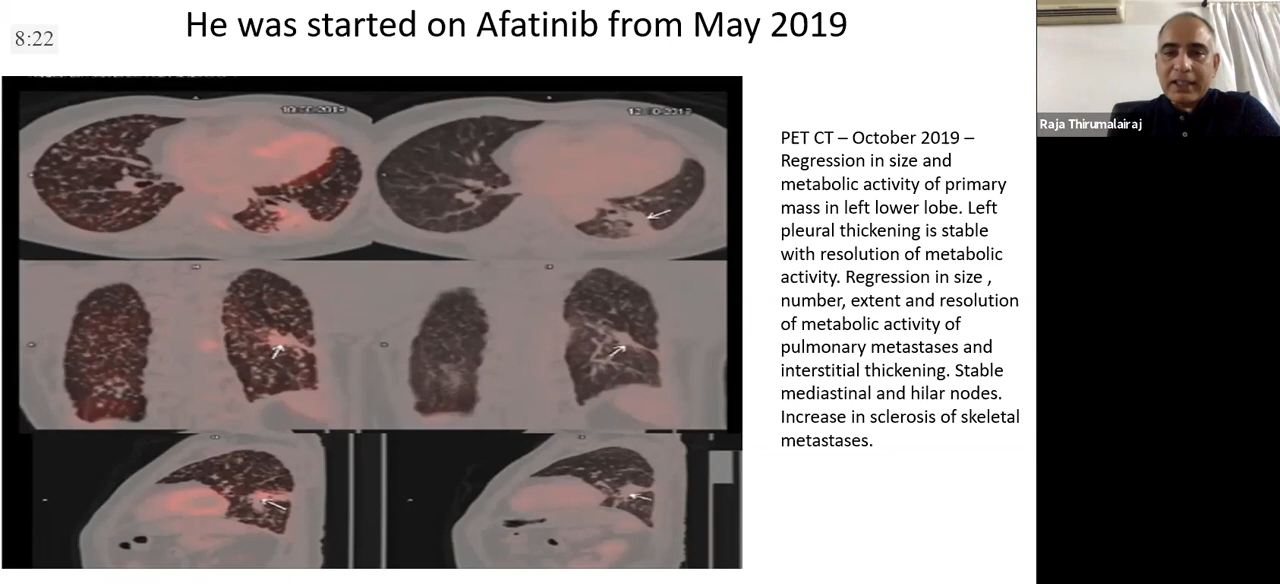 He was started on Afatinib from May 2019
8:22
PET CT – October 2019 –
Regression in size and
metabolic activity of primary
mass in left lower lobe. Left
pleural thickening is stable
with resolution of metabolic
activity. Regression in size ,
number, extent and resolution
of metabolic activity of
pulmonary metastases and
interstitial thickening. Stable
mediastinal and hilar nodes.
Increase in sclerosis of skeletal
metastases.
Raja Thirumalairaj